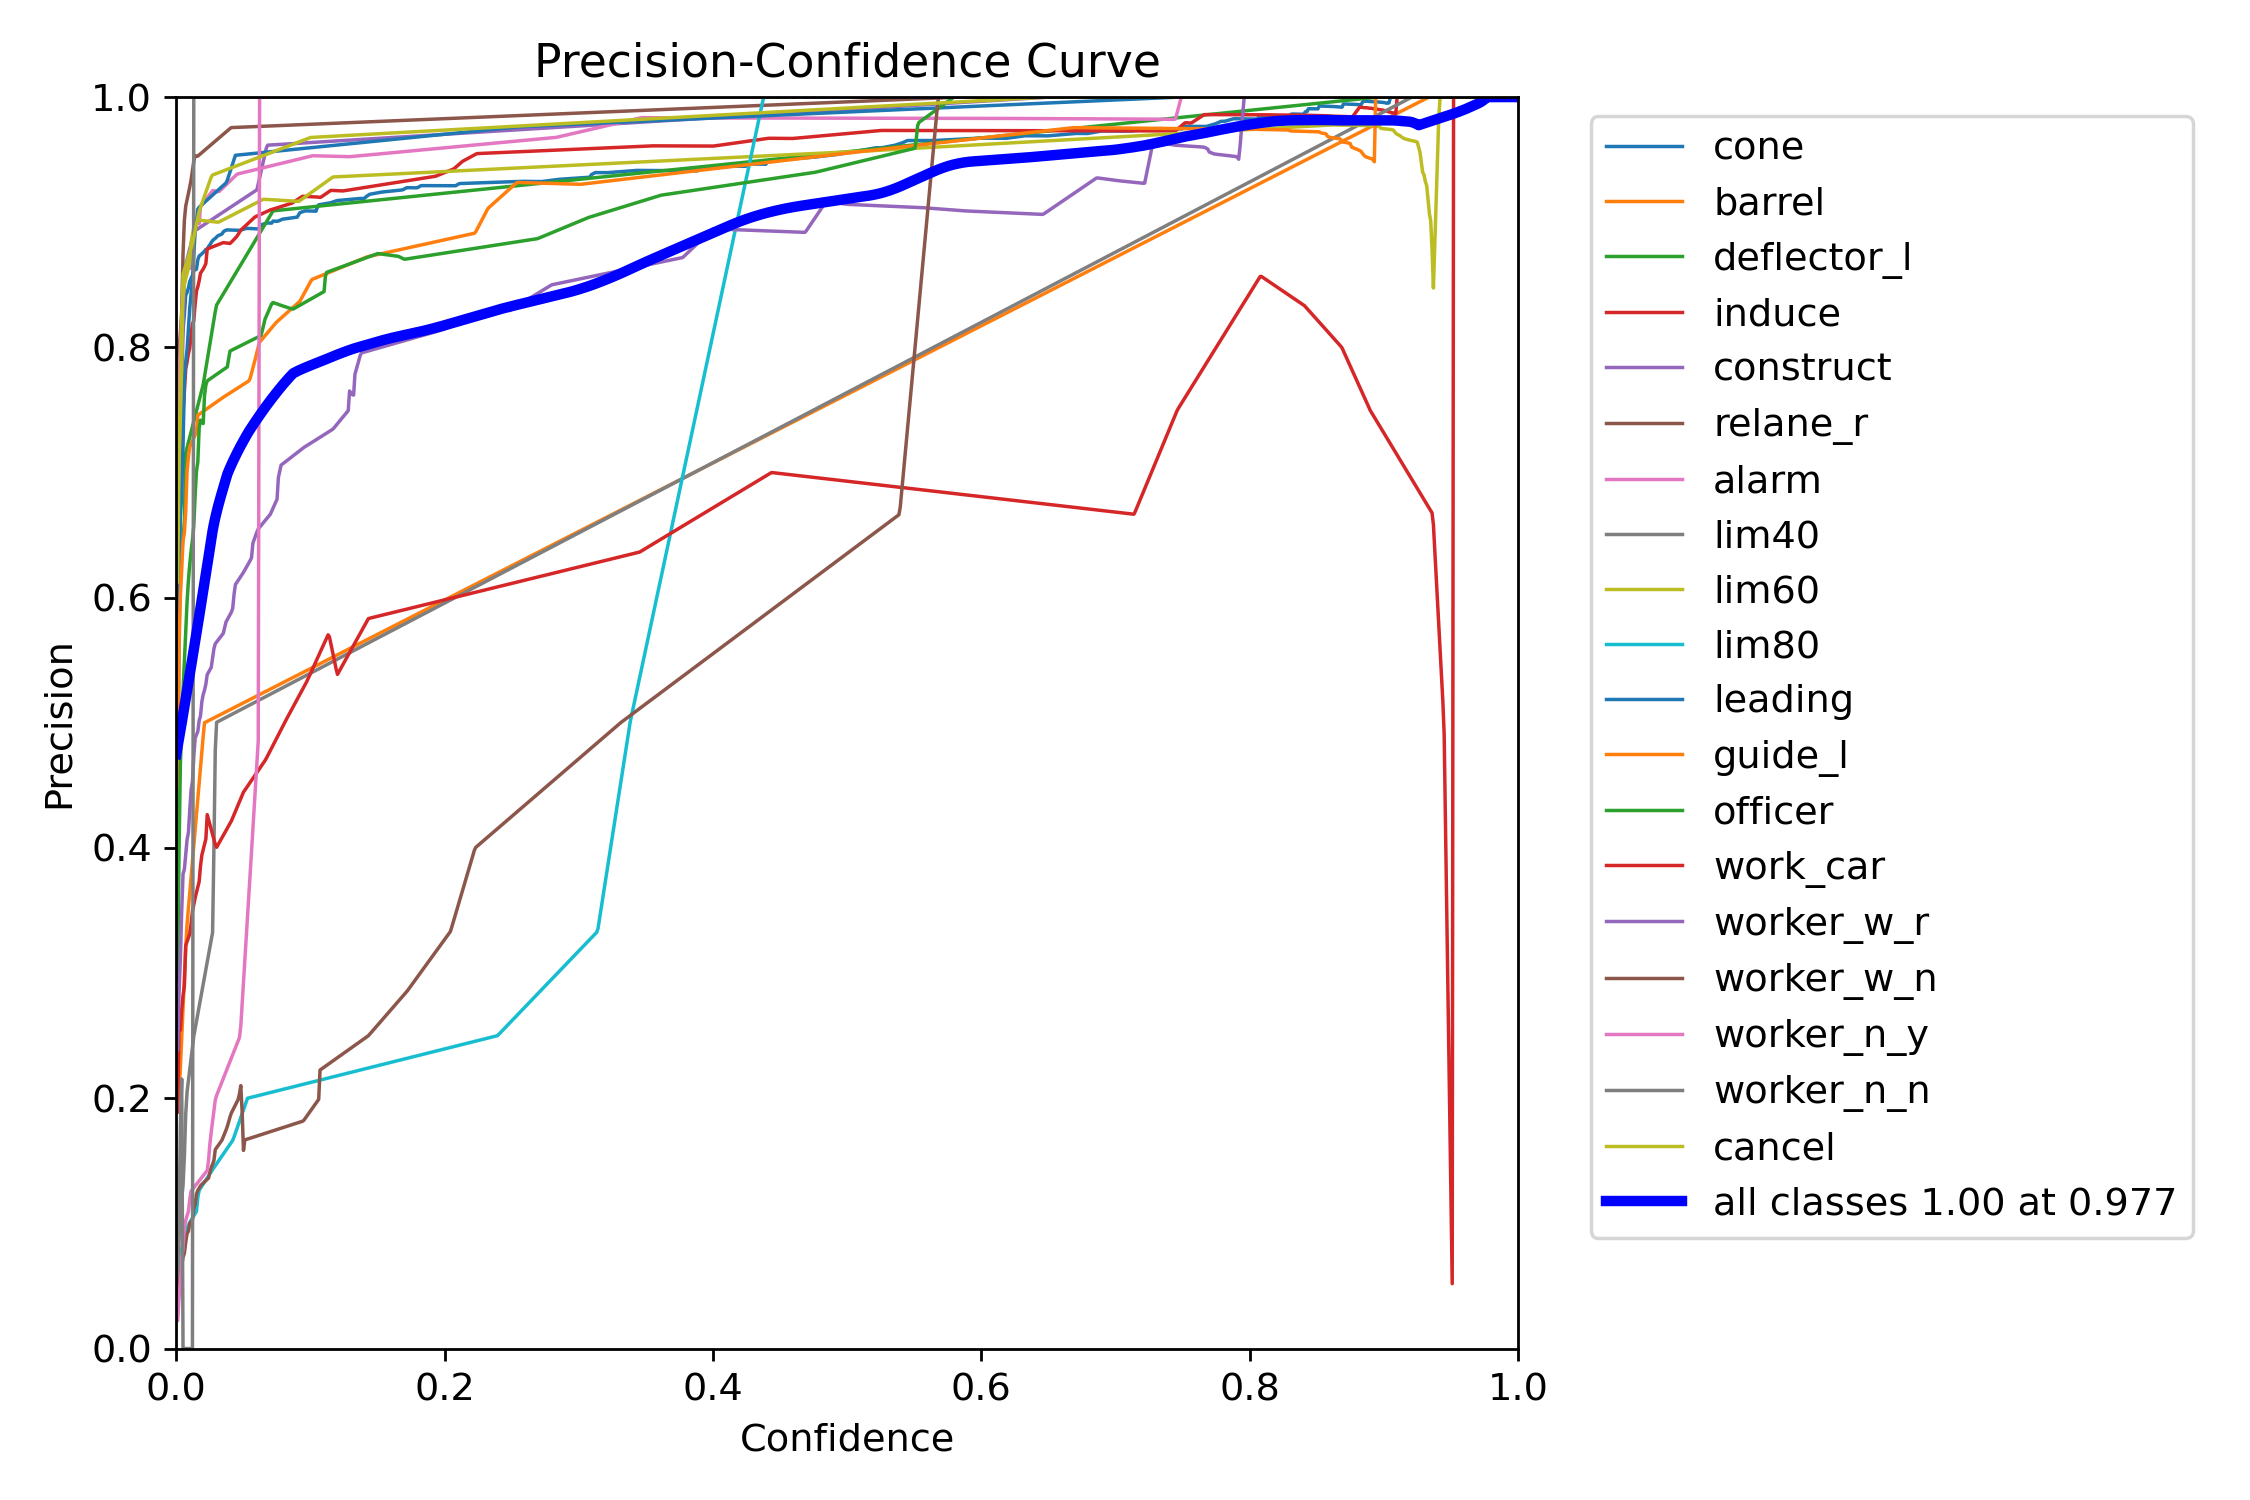 Precision-Confidence Curve
1.0
0.8
0.6
0.4
0.2
0.0
Precision
0.0 0.2 0.4 0.6 0.8 1.0
Confidence
cone
barrel
deflector_l
induce
construct
relane_r
alarm
lim40
lim60
lim80
leading
guide_l
officer
work_car
worker_w_r
worker_w_n
worker_n_y
worker_n_n
cancel
all classes 1.00 at 0.977